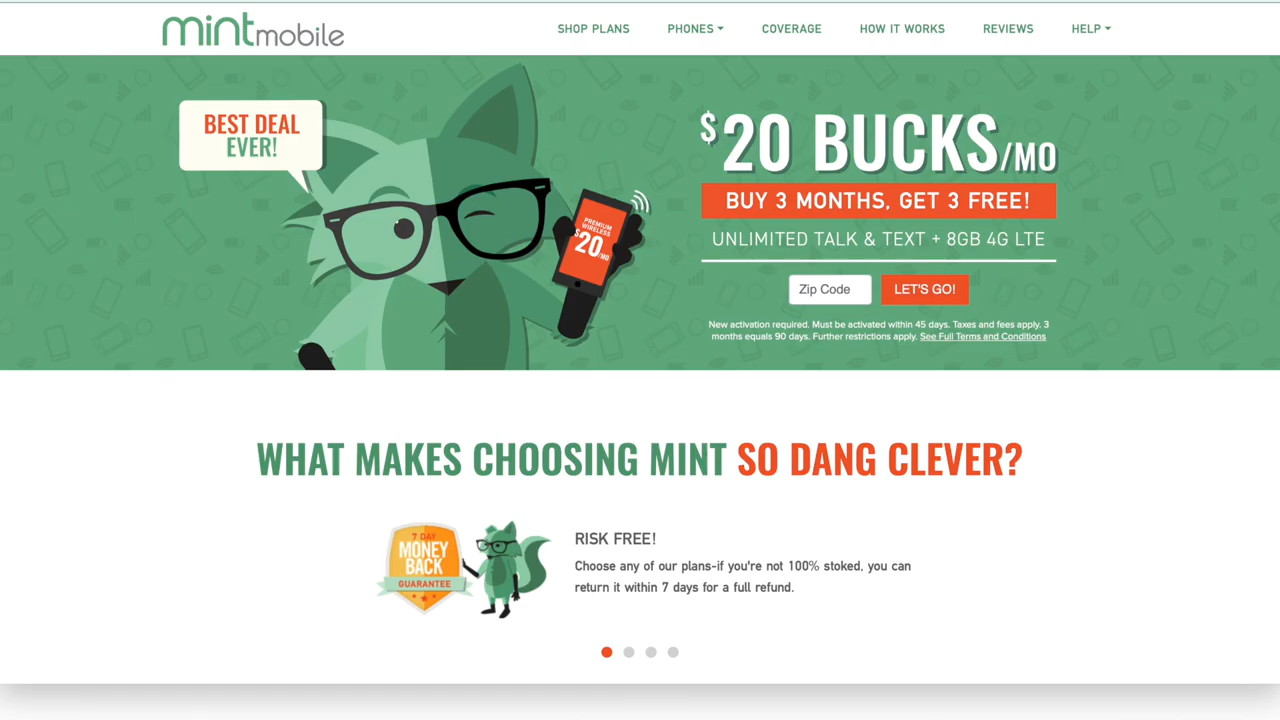 mintmobile
SHOP PLANS
PHONES
COVERAGE
HOW IT WORKS
REVIEWS
HELP
BEST DEAL
EVER!
PREMIUM
WIRELESS
$20/MO
$20 BUCKS/MO
BUY 3 MONTHS, GET 3 FREE!
UNLIMITED TALK & TEXT + 8GB 4G LTE
Zip Code
LET'S GO!
New activation required. Must be activated within 45 days. Taxes and fees apply. 3
months equals 90 days. Further restrictions apply. See Full Terms and Conditions
WHAT MAKES CHOOSING MINT SO DANG CLEVER?
7 DAY
MONEY
BACK
GUARANTEE
RISK FREE!
Choose any of our plans-if you're not 100% stoked, you can
return it within 7 days for a full refund.